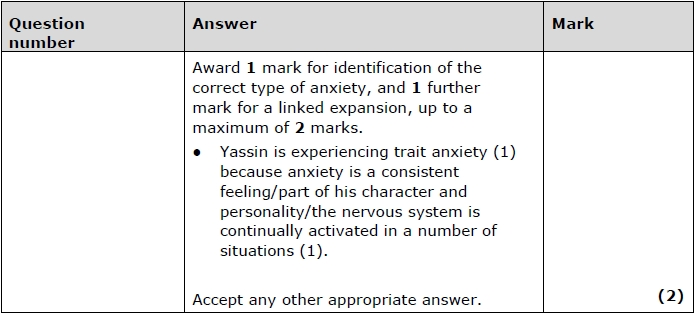 Question number
Answer
Mark
Award 1 mark for identification of the
correct type of anxiety, and 1 further
mark for a linked expansion, up to a
maximum of 2 marks.
● Yassin is experiencing trait anxiety (1)
because anxiety is a consistent
feeling/part of his character and
personality/the nervous system is
continually activated in a number of
situations (1).
Accept any other appropriate answer.
(2)